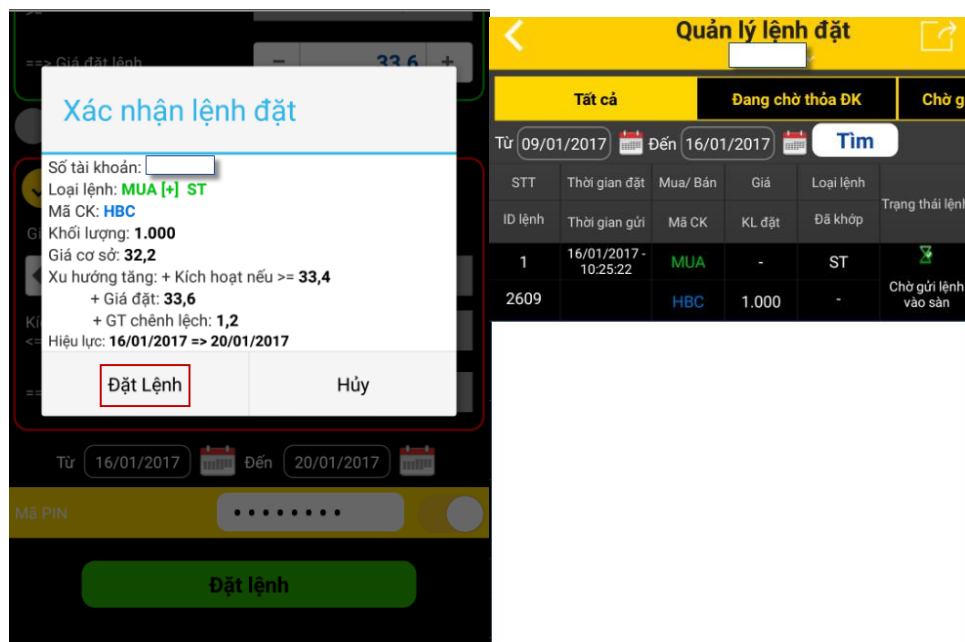 ==> Giá đặt lệnh
33,6
Xác nhận lệnh đặt
Số tài khoản:
Loại lệnh: MUA [+] ST
Mã CK: HBC
Khối lượng: 1.000
Giá cơ sở: 32,2
Xu hướng tăng: + Kích hoạt nếu >= 33,4
+ Giá đặt: 33,6
+ GT chênh lệch: 1,2
Hiệu lực: 16/01/2017 => 20/01/2017
Đặt Lệnh Hủy
Từ 16/01/2017 Đến 20/01/2017
Mã PIN
Đặt lệnh
Quản lý lệnh đặt
Tất cả Đang chờ thỏa ĐK Chờ g
Từ 09/01/2017 Đến 16/01/2017 Tìm
STT Thời gian đặt Mua/ Bán Giá Loại lệnh
Trạng thái lệnh
ID lệnh Thời gian gửi Mã CK KL đặt Đã khớp
1 16/01/2017 - 10:25:22 MUA - ST
2609 HBC 1.000 - Chờ gửi lệnh
vào sàn